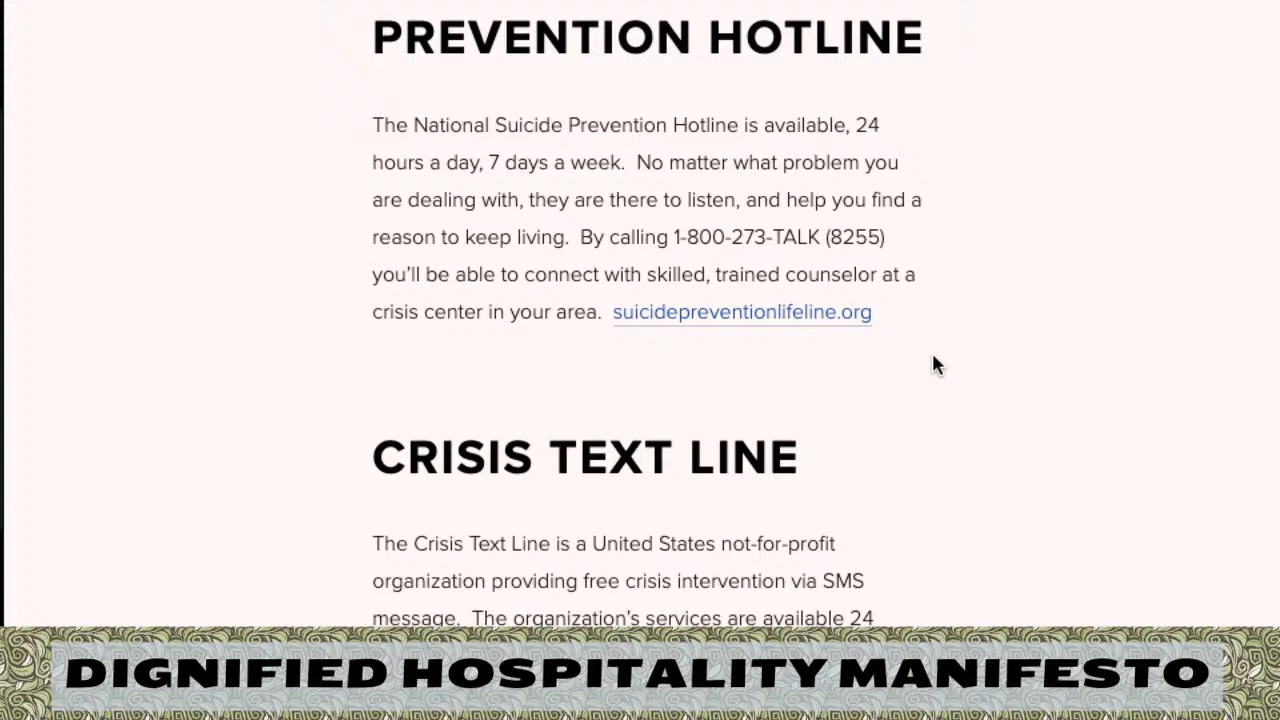 PREVENTION HOTLINE
The National Suicide Prevention Hotline is available, 24
hours a day, 7 days a week.  No matter what problem you
are dealing with, they are there to listen, and help you find a
reason to keep living.  By calling 1-800-273-TALK (8255)
you'll be able to connect with skilled, trained counselor at a
crisis center in your area.  suicidepreventionlifeline.org
CRISIS TEXT LINE
The Crisis Text Line is a United States not-for-profit
organization providing free crisis intervention via SMS
message.  The organization's services are available 24
DIGNIFIED HOSPITALITY MANIFESTO